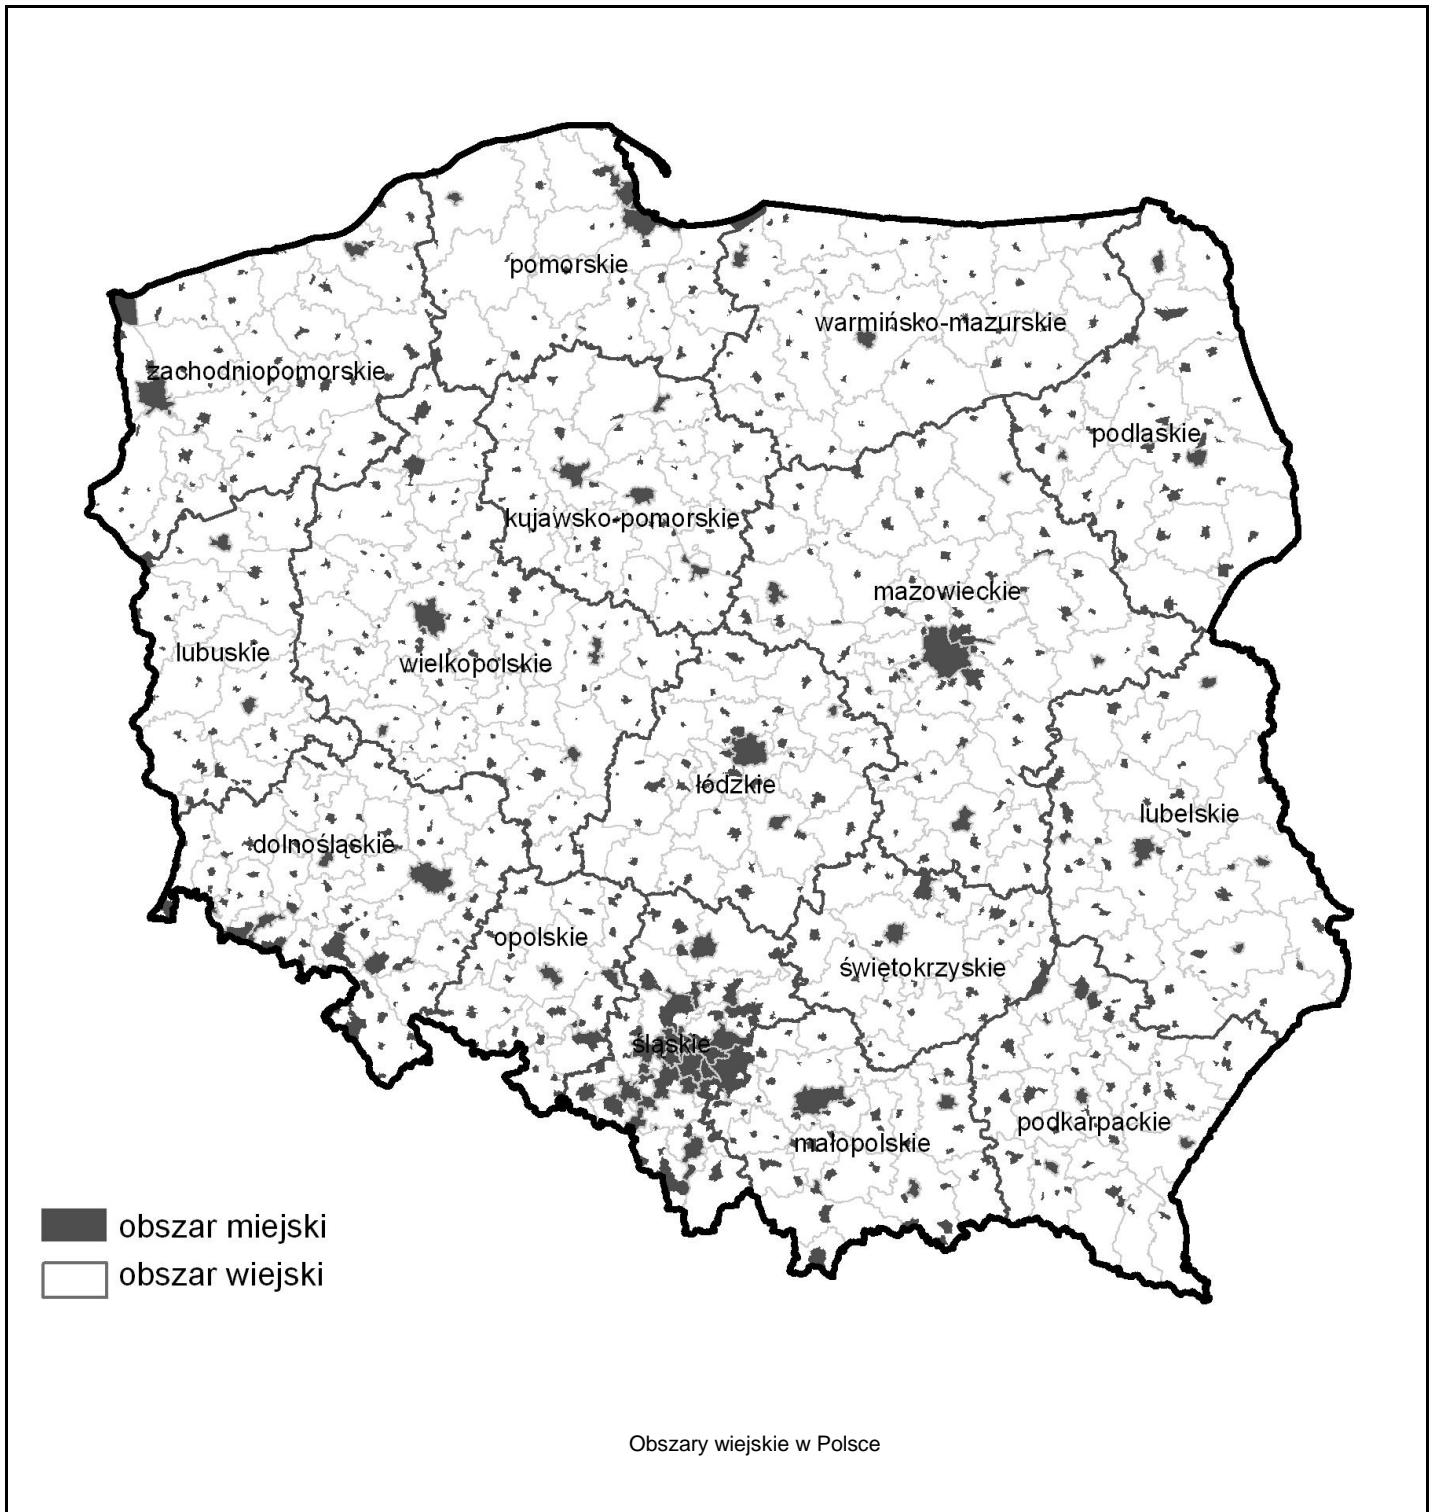 pomorskie
warmińsko-mazurskie
zachodniopomorskie
podlaskie
kujawsko-pomorskie
mazowieckie
lubuskie
wielkopolskie
łódzkie
lubelskie
dolnośląskie
opolskie
świętokrzyskie
śląskie
podkarpackie
małopolskie
obszar miejski
obszar wiejski
Obszary wiejskie w Polsce